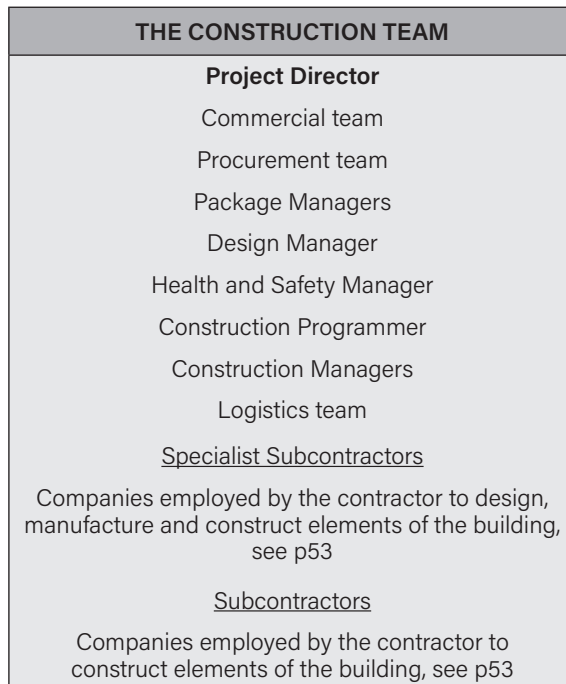 THE CONSTRUCTION TEAM
Project Director
Commercial team
Procurement team
Package Managers
Design Manager
Health and Safety Manager
Construction Programmer
Construction Managers
Logistics team
Specialist Subcontractors
Companies employed by the contractor to design,
manufacture and construct elements of the building,
see p53
Subcontractors
Companies employed by the contractor to
construct elements of the building, see p53